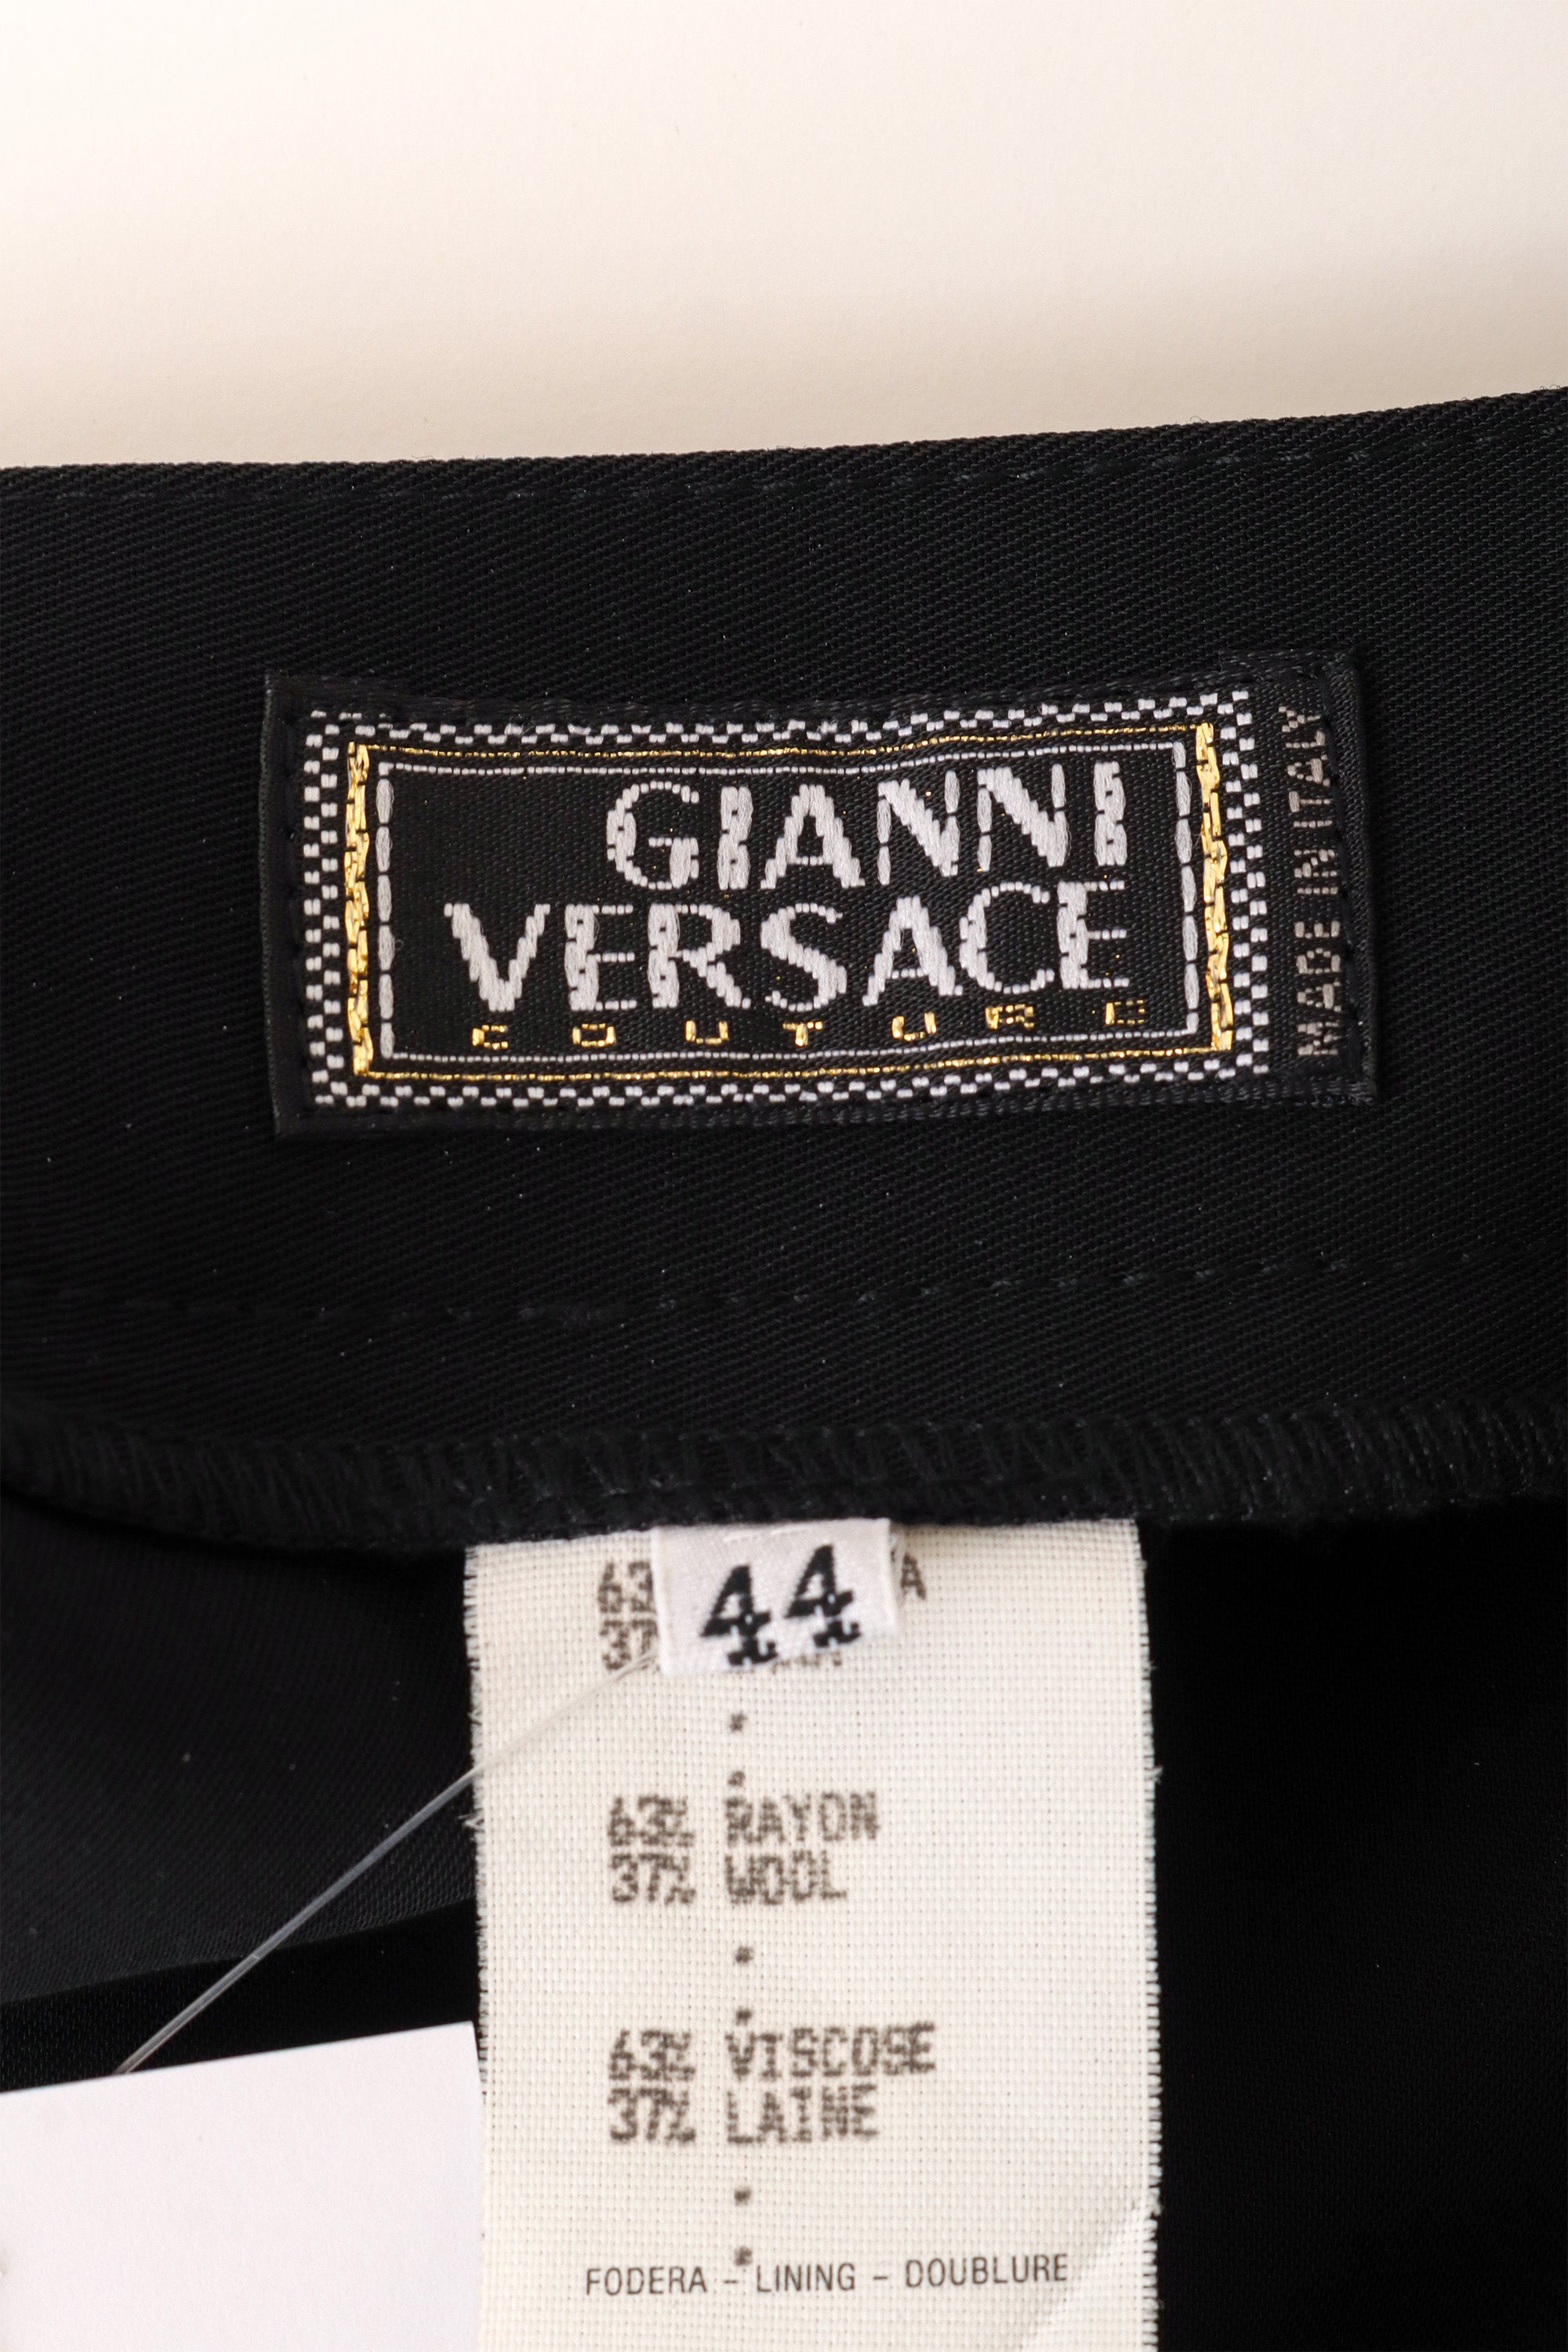 GIANNI
VERSACE
COUTURE
MADE IN ITALY
44
63% RAYON
37% WOOL
63% VISCOSE
37% LAINE
FODERA - LINING - DOUBLURE